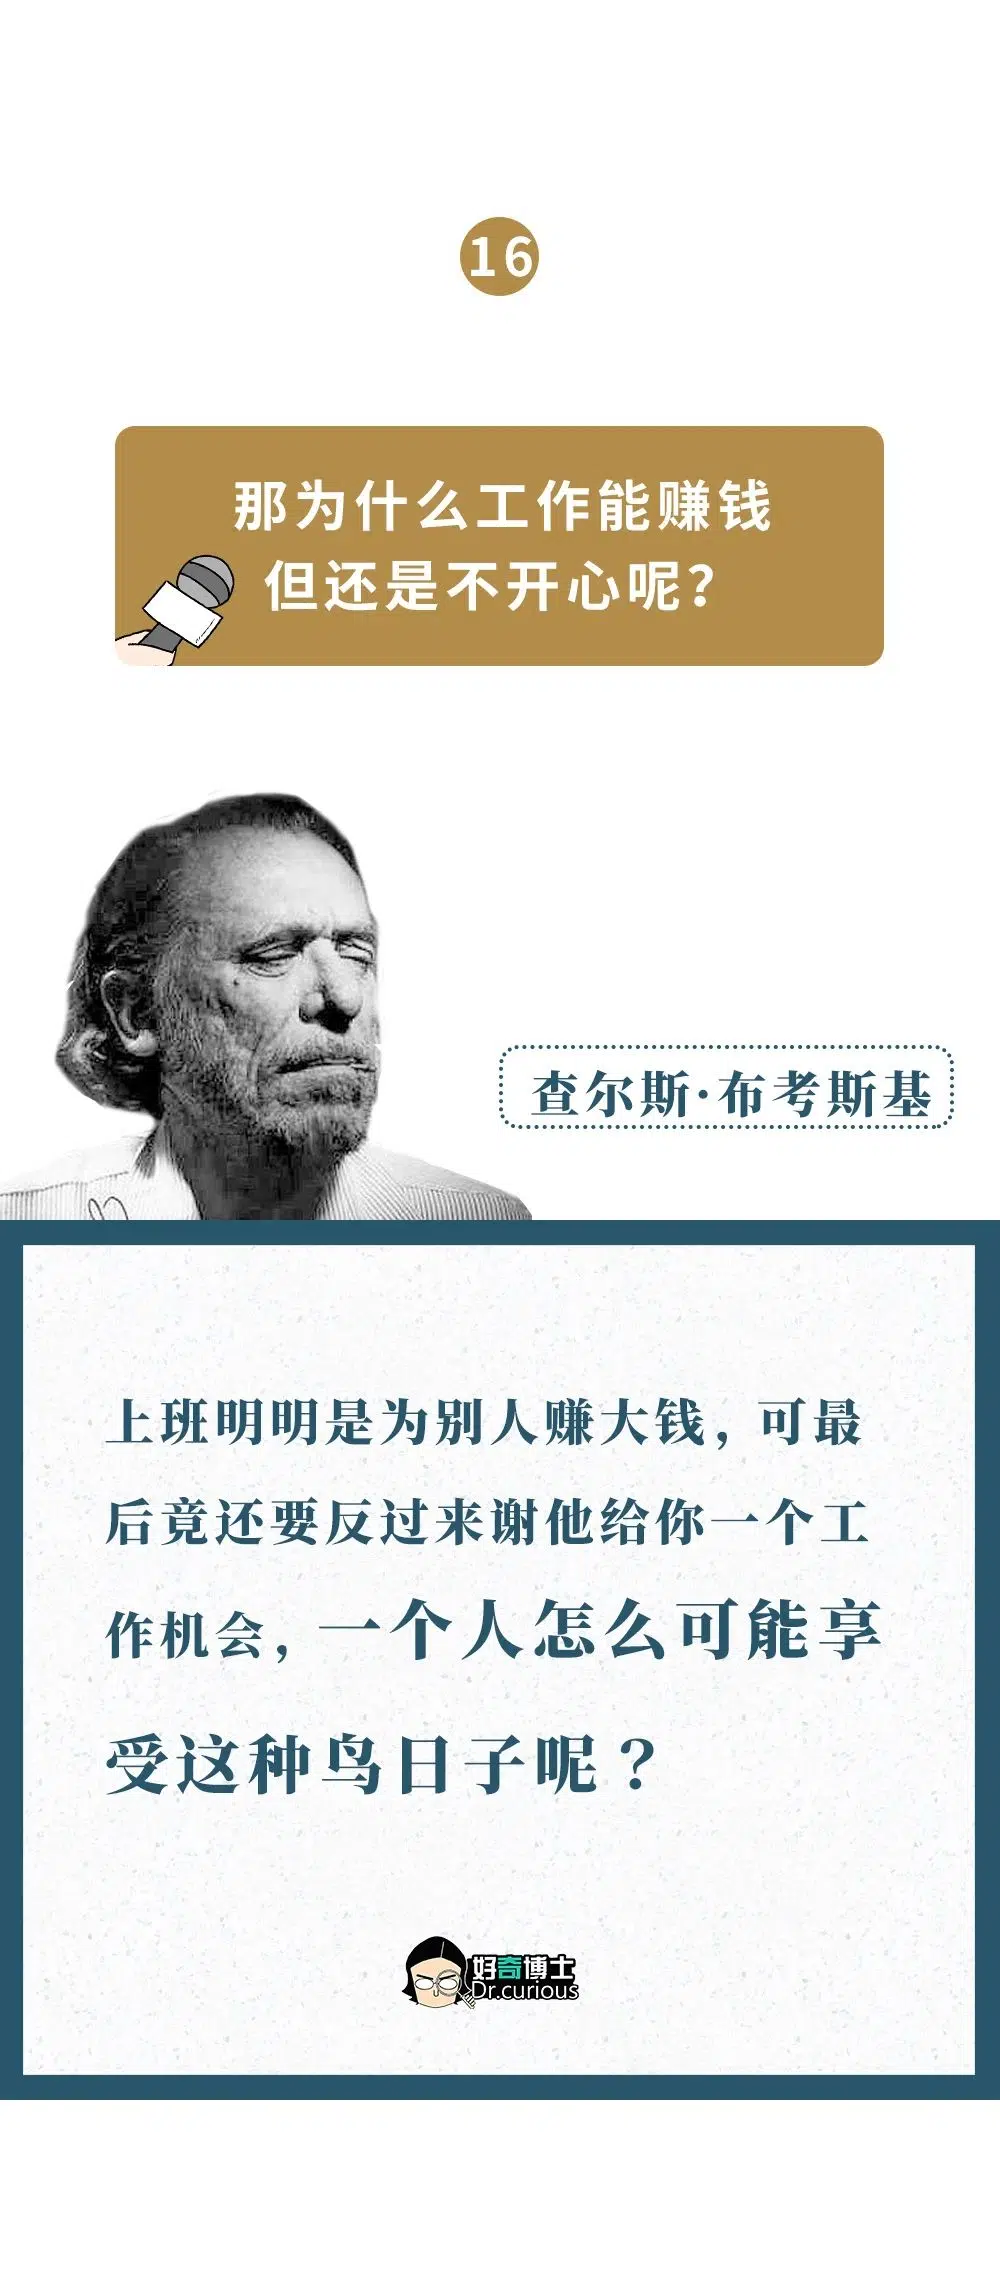 16
那为什么工作能赚钱
但还是不开心呢？
查尔斯·布考斯基
上班明明是为别人赚大钱，可最
后竟还要反过来谢他给你一个工
作机会，一个人怎么可能享
受这种鸟日子呢？
好奇博士
Dr.curious